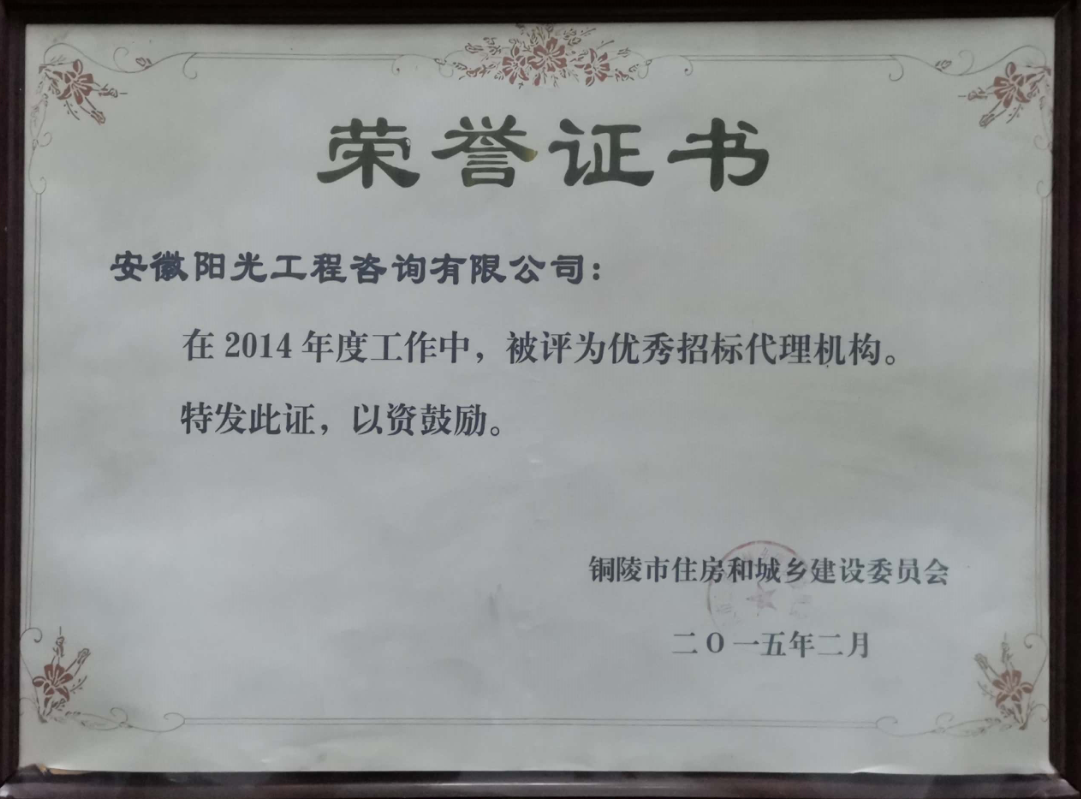 荣誉证书
安徽阳光工程咨询有限公司：
在2014年度工作中，被评为优秀招标代理机构。
特发此证，以资鼓励。
铜陵市住房和城乡建设委员会
二O一五年二月